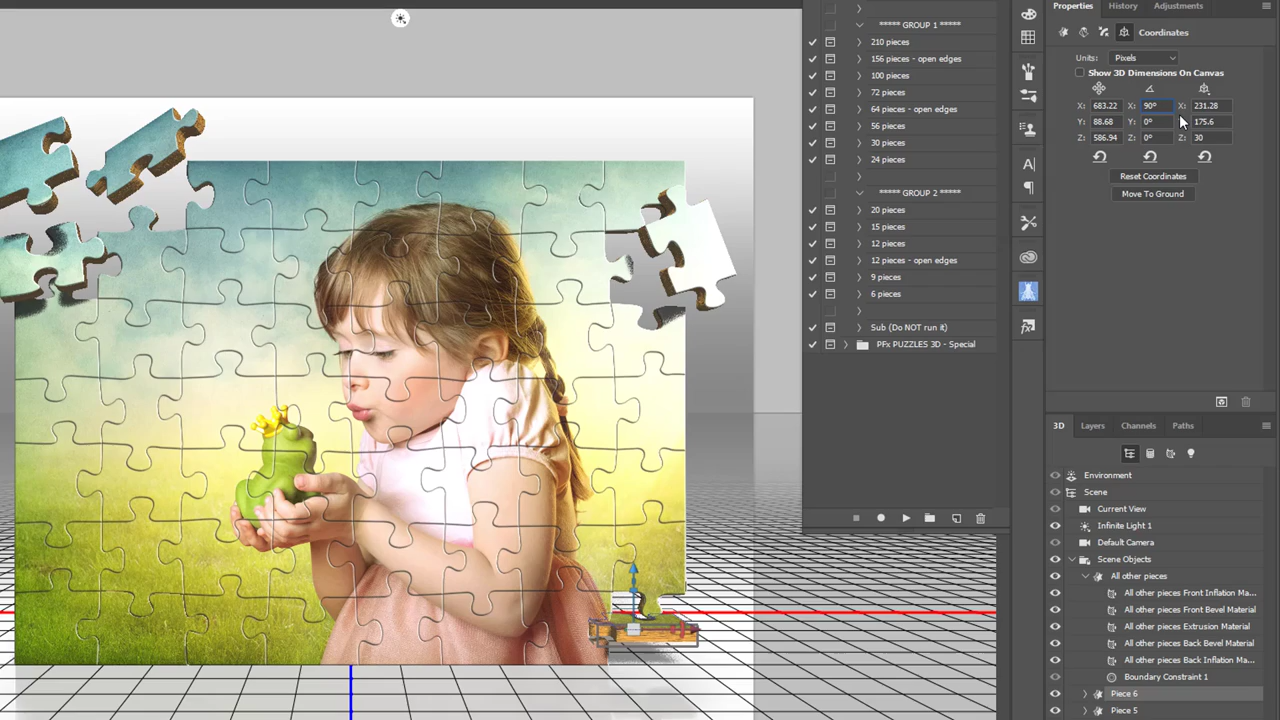 ***** GROUP 1 *****
210 pieces
156 pieces - open edges
100 pieces
72 pieces
64 pieces - open edges
56 pieces
30 pieces
24 pieces
***** GROUP 2 *****
20 pieces
15 pieces
12 pieces
12 pieces - open edges
9 pieces
6 pieces
Sub (Do NOT run it)
PFx PUZZLES 3D - Special
Properties History Adjustments
Coordinates
Units: Pixels
Show 3D Dimensions On Canvas
X: 683.22 X: 90º X: 231.28
Y: 88.68 Y: 0º 175.6
Z: 586.94 Z: 0º Z: 30
Reset Coordinates
Move To Ground
3D Layers Channels Paths
Environment
Scene
Current View
Infinite Light 1
Default Camera
Scene Objects
All other pieces
All other pieces Front Inflation Ma...
All other pieces Front Bevel Material
All other pieces Extrusion Material
All other pieces Back Bevel Material
All other pieces Back Inflation Ma...
Boundary Constraint 1
Piece 6
Piece 5